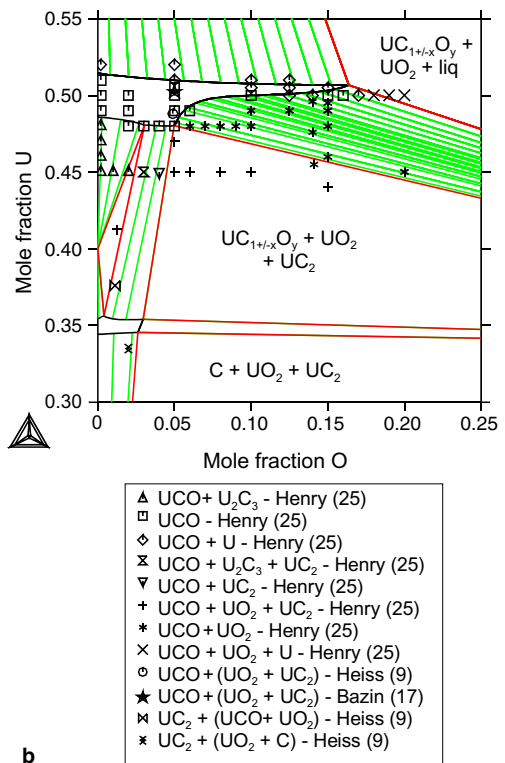 0.55
0.50
0.45
0.40
0.35
0.30
Mole fraction U
UC1+/-xOy +
UO2 + liq
UC1+/-xOy + UO2
+ UC2
C + UO2 + UC2
0 0.05 0.10 0.15 0.20 0.25
Mole fraction O
UCO+ U2C3 - Henry (25)
UCO - Henry (25)
UCO + U - Henry (25)
UCO + U2C3 + UC2 - Henry (25)
UCO + UC2 - Henry (25)
UCO + UO2 + UC2 - Henry (25)
UCO+UO2 - Henry (25)
UCO + UO2 + U - Henry (25)
UCO+ (UO2 + UC2) - Heiss (9)
UCO+ (UO2 + UC2) - Bazin (17)
UC2 + (UCO+ UO2) - Heiss (9)
UC2 + (UO2 + C) - Heiss (9)
b